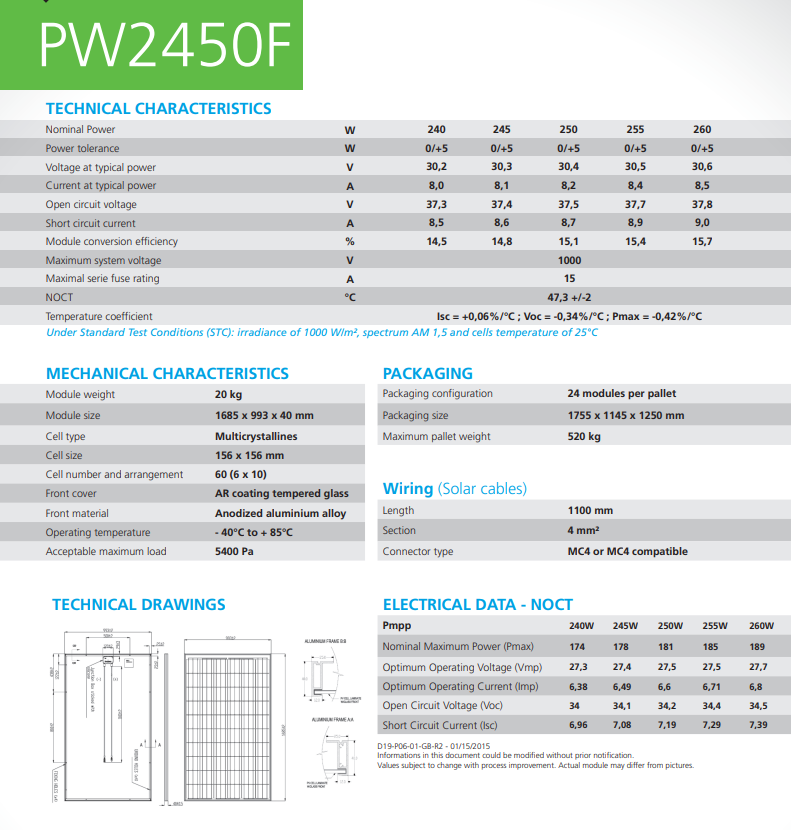 PW2450F
TECHNICAL CHARACTERISTICS
Nominal Power W 240 245 250 255 260
Power tolerance W 0/+5 0/+5 0/+5 0/+5 0/+5
Voltage at typical power V 30,2 30,3 30,4 30,5 30,6
Current at typical power A 8,0 8,1 8,2 8,4 8,5
Open circuit voltage V 37,3 37,4 37,5 37,7 37,8
Short circuit current A 8,5 8,6 8,7 8,9 9,0
Module conversion efficiency % 14,5 14,8 15,1 15,4 15,7
Maximum system voltage V 1000
Maximal serie fuse rating A 15
NOCT °C 47,3 +/-2
Temperature coefficient Isc = +0,06%/°C ; Voc = -0,34%/°C ; Pmax = -0,42%/°C
Under Standard Test Conditions (STC): irradiance of 1000 W/m², spectrum AM 1,5 and cells temperature of 25°C
MECHANICAL CHARACTERISTICS
Module weight 20 kg
Module size 1685 x 993 x 40 mm
Cell type Multicrystallines
Cell size 156 x 156 mm
Cell number and arrangement 60 (6 x 10)
Front cover AR coating tempered glass
Front material Anodized aluminium alloy
Operating temperature - 40°C to + 85°C
Acceptable maximum load 5400 Pa
PACKAGING
Packaging configuration 24 modules per pallet
Packaging size 1755 x 1145 x 1250 mm
Maximum pallet weight 520 kg
Wiring (Solar cables)
Length 1100 mm
Section 4 mm²
Connector type MC4 or MC4 compatible
TECHNICAL DRAWINGS
ALUMINIUM FRAME B:B
ALUMINIUM FRAME A:A
ELECTRICAL DATA - NOCT
Pmpp 240W 245W 250W 255W 260W
Nominal Maximum Power (Pmax) 174 178 181 185 189
Optimum Operating Voltage (Vmp) 27,3 27,4 27,5 27,5 27,7
Optimum Operating Current (Imp) 6,38 6,49 6,6 6,71 6,8
Open Circuit Voltage (Voc) 34 34,1 34,2 34,4 34,5
Short Circuit Current (Isc) 6,96 7,08 7,19 7,29 7,39
D19-P06-01-GB-R2 - 01/15/2015
Informations in this document could be modified without prior notification.
Values subject to change with process improvement. Actual module may differ from pictures.